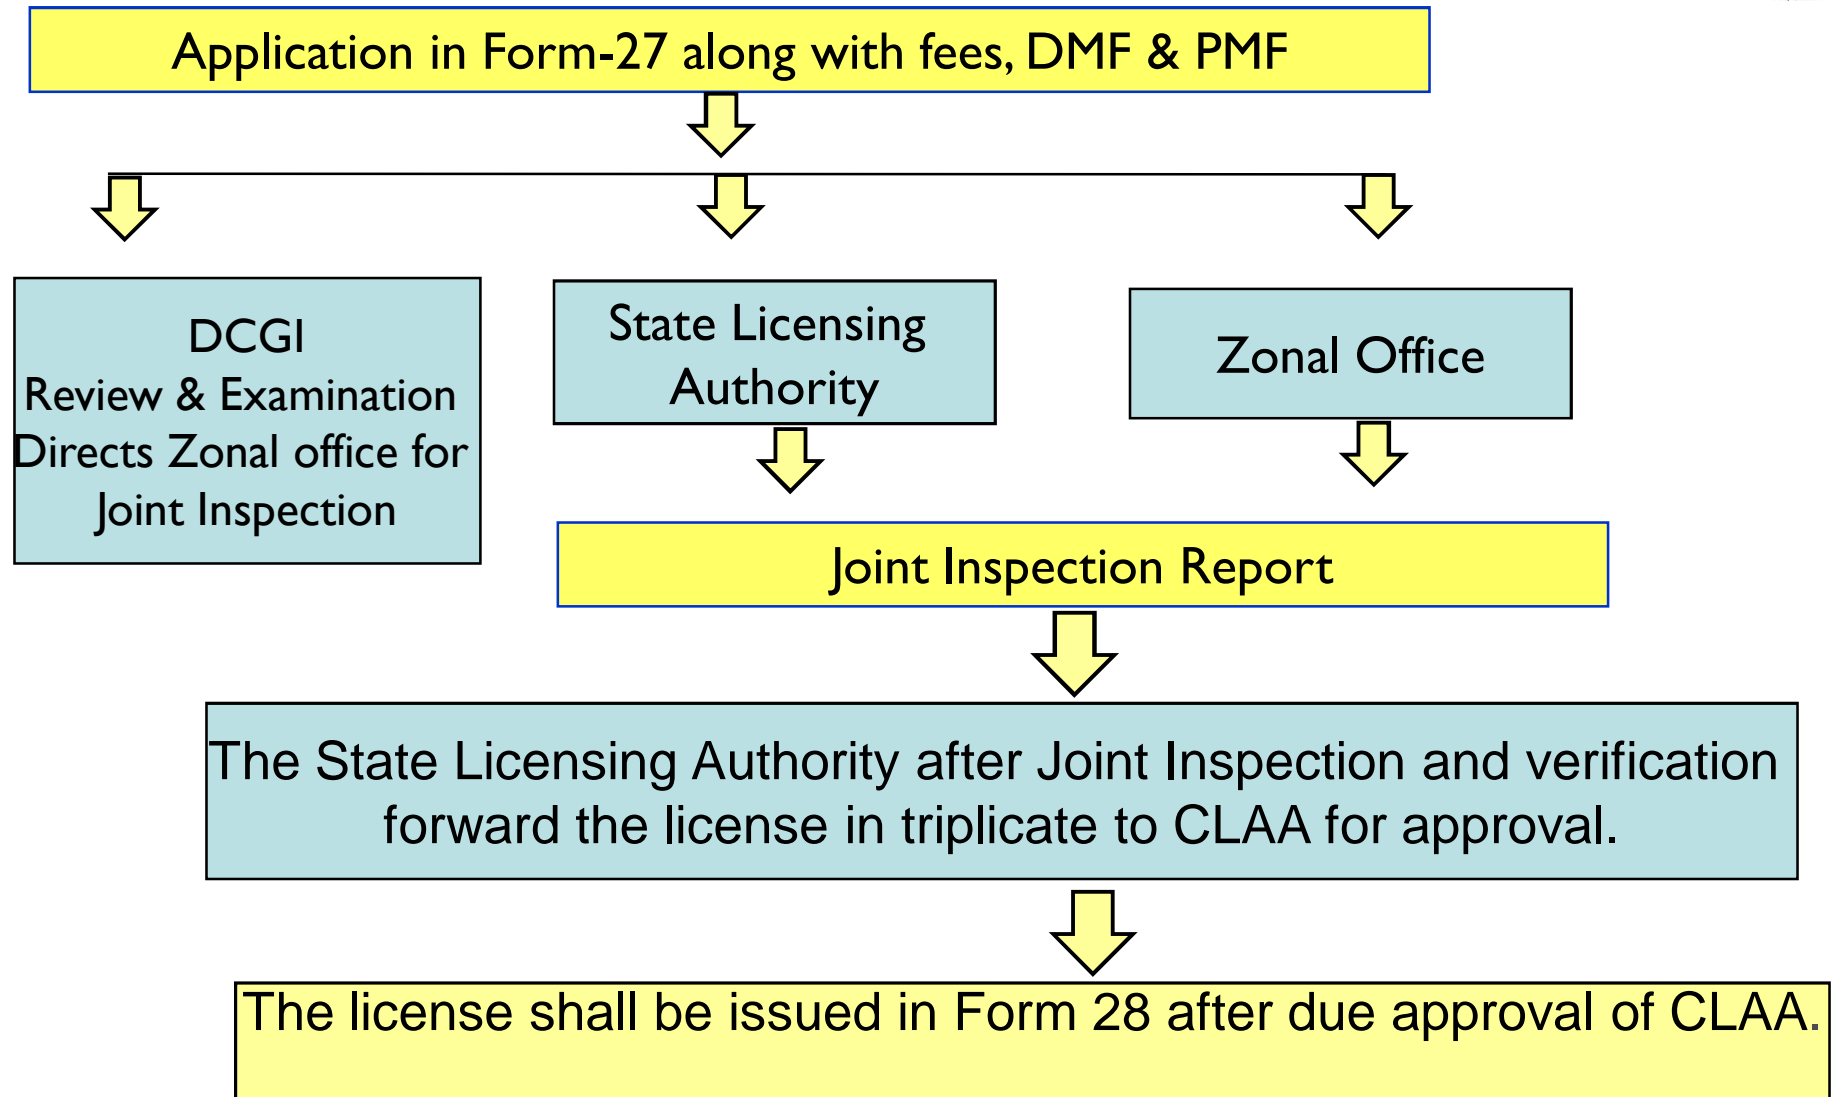 Application in Form-27 along with fees, DMF & PMF
DCGI
Review & Examination
Directs Zonal office for
Joint Inspection
State Licensing
Authority
Zonal Office
Joint Inspection Report
The State Licensing Authority after Joint Inspection and verification
forward the license in triplicate to CLAA for approval.
The license shall be issued in Form 28 after due approval of CLAA.